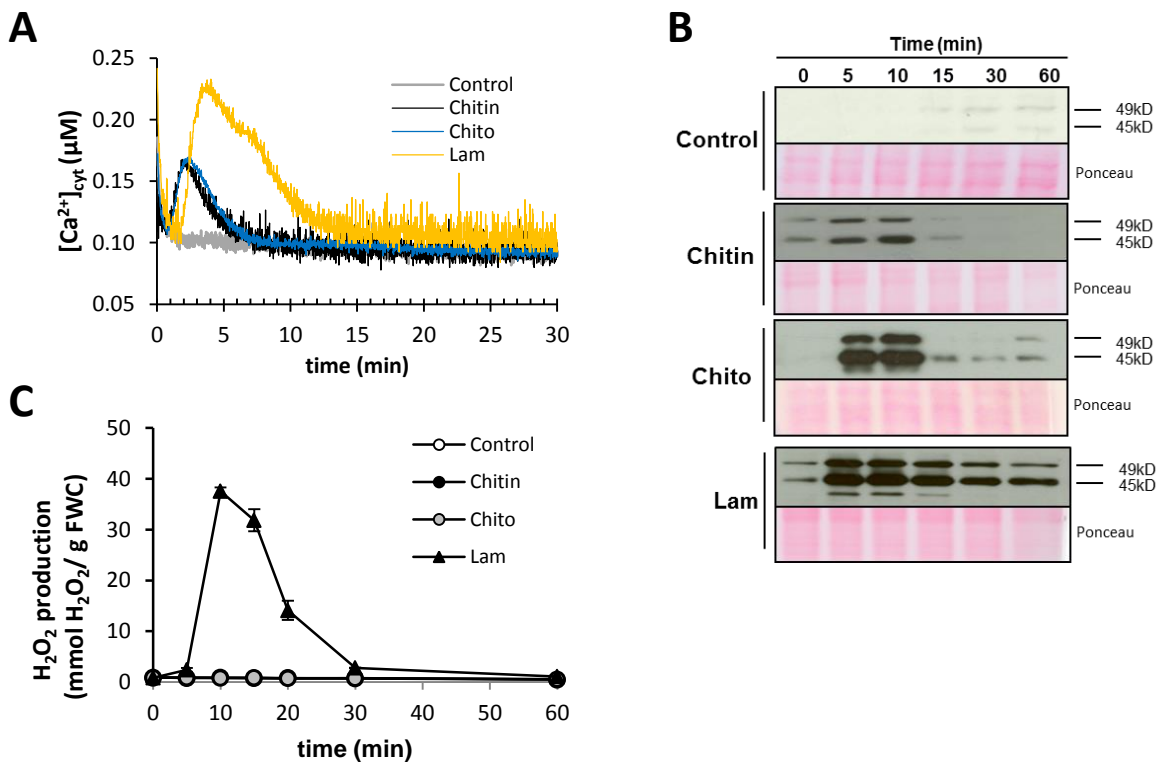 A
[Ca²⁺]cyt (µM)
0.25
0.20
0.15
0.10
0.05
0 5 10 15 20 25 30
time (min)
Control
Chitin
Chito
Lam
B
Time (min)
0 5 10 15 30 60
Control
49kD
45kD
Ponceau
Chitin
49kD
45kD
Ponceau
Chito
49kD
45kD
Ponceau
Lam
49kD
45kD
Ponceau
C
H₂O₂ production
(mmol H₂O₂/ g FWC)
50
40
30
20
10
0
0 10 20 30 40 50 60
time (min)
Control
Chitin
Chito
Lam